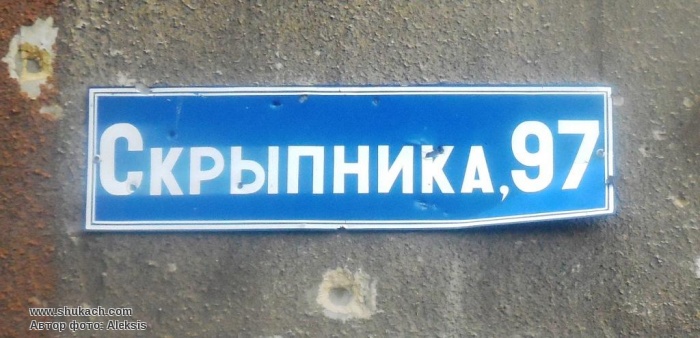 Скрыпника, 97
www.shukach.com
Автор фото: Aleksis